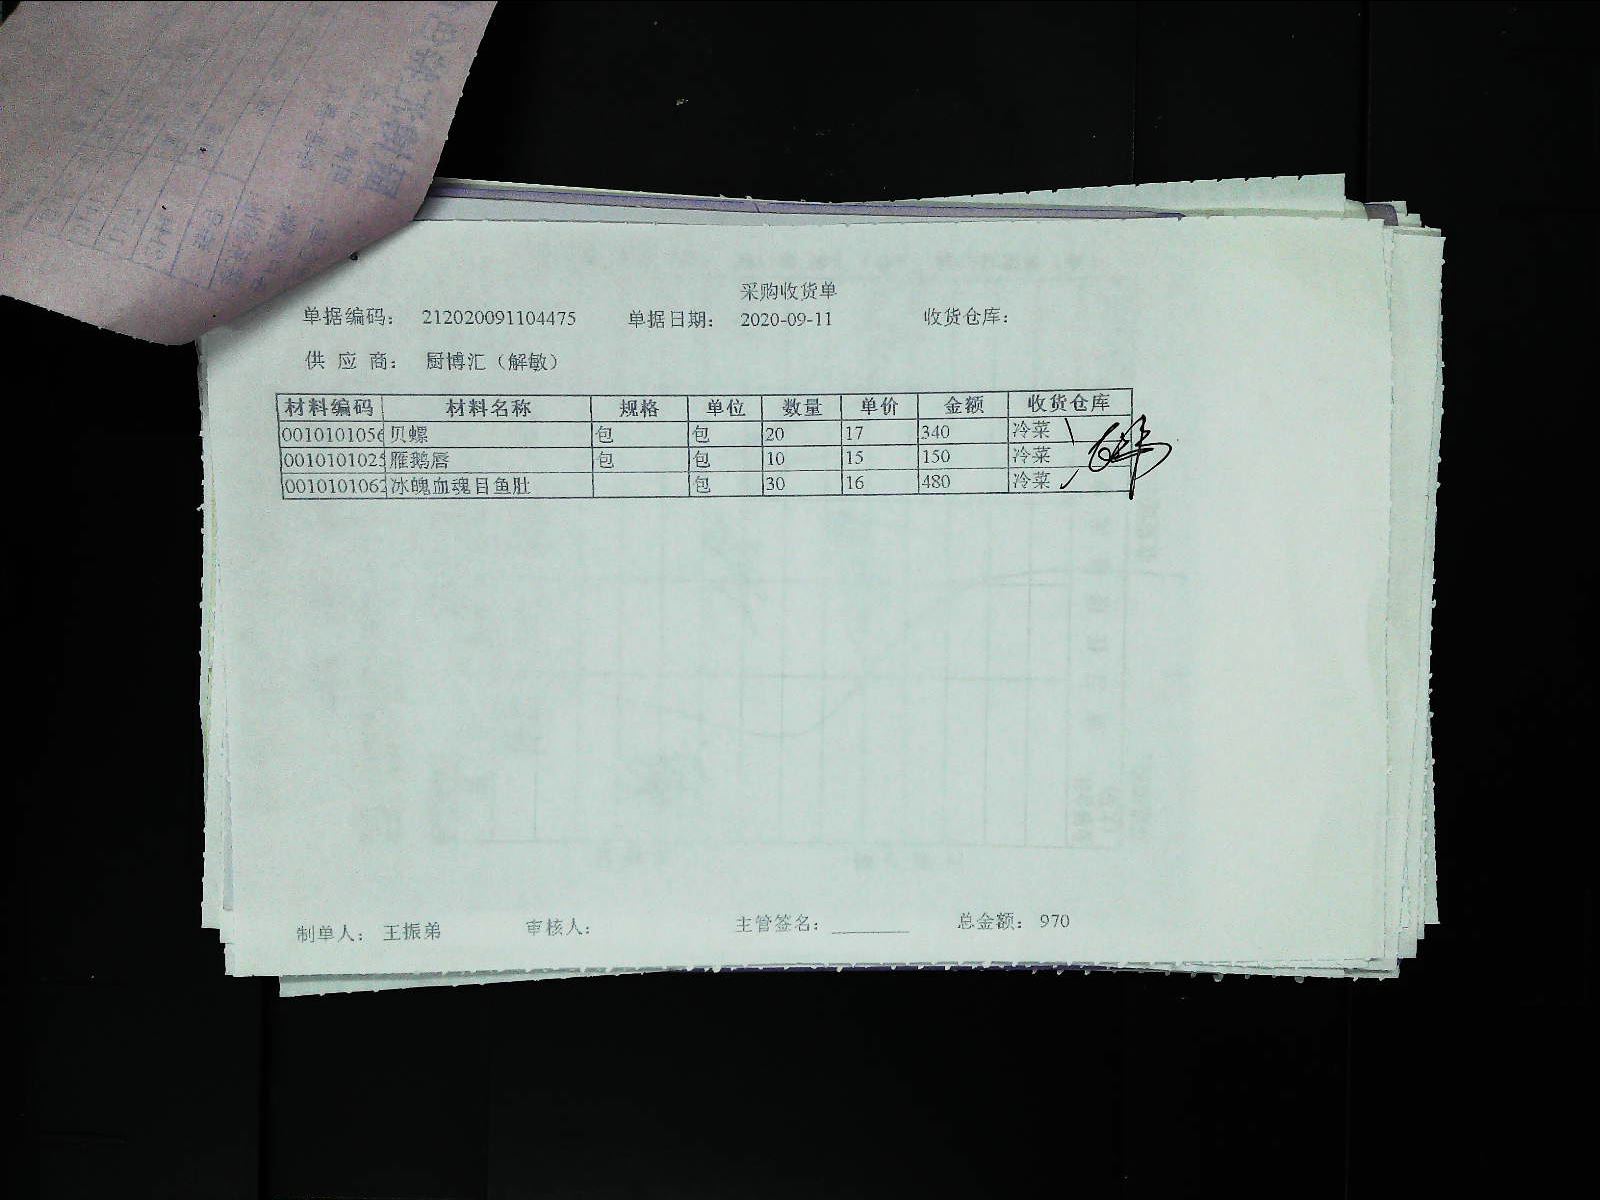 采购收货单
单据编码： 212020091104475 单据日期： 2020-09-11 收货仓库：
供 应 商： 厨博汇（解敏）
材料编码 材料名称 规格 单位 数量 单价 金额 收货仓库
0010101056 贝螺 包 包 20 17 340 冷菜
0010101025 雁鹅唇 包 包 10 15 150 冷菜
0010101062 冰魄血魂目鱼肚 包 30 16 480 冷菜
制单人： 王振弟 审核人： 主管签名： 总金额： 970